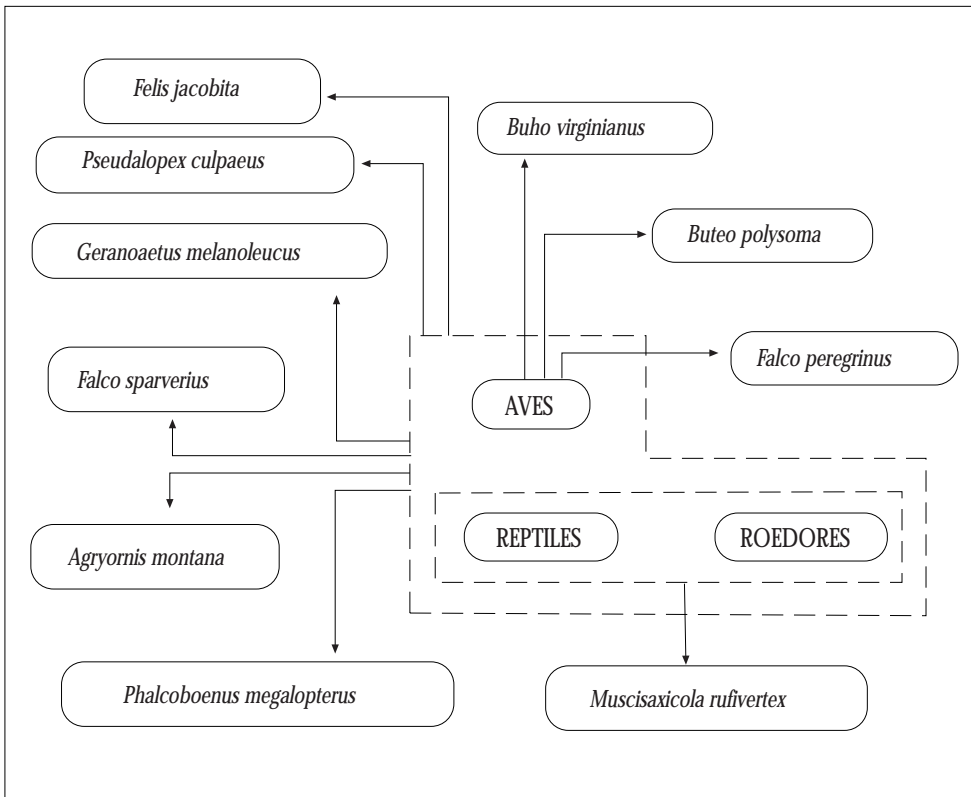 Felis jacobita
Buho virginianus
Pseudalopex culpaeus
Buteo polysoma
Geranoaetus melanoleucus
Falco peregrinus
Falco sparverius
AVES
REPTILES
ROEDORES
Agryornis montana
Phalcoboenus megalopterus
Muscisaxicola rufivertex